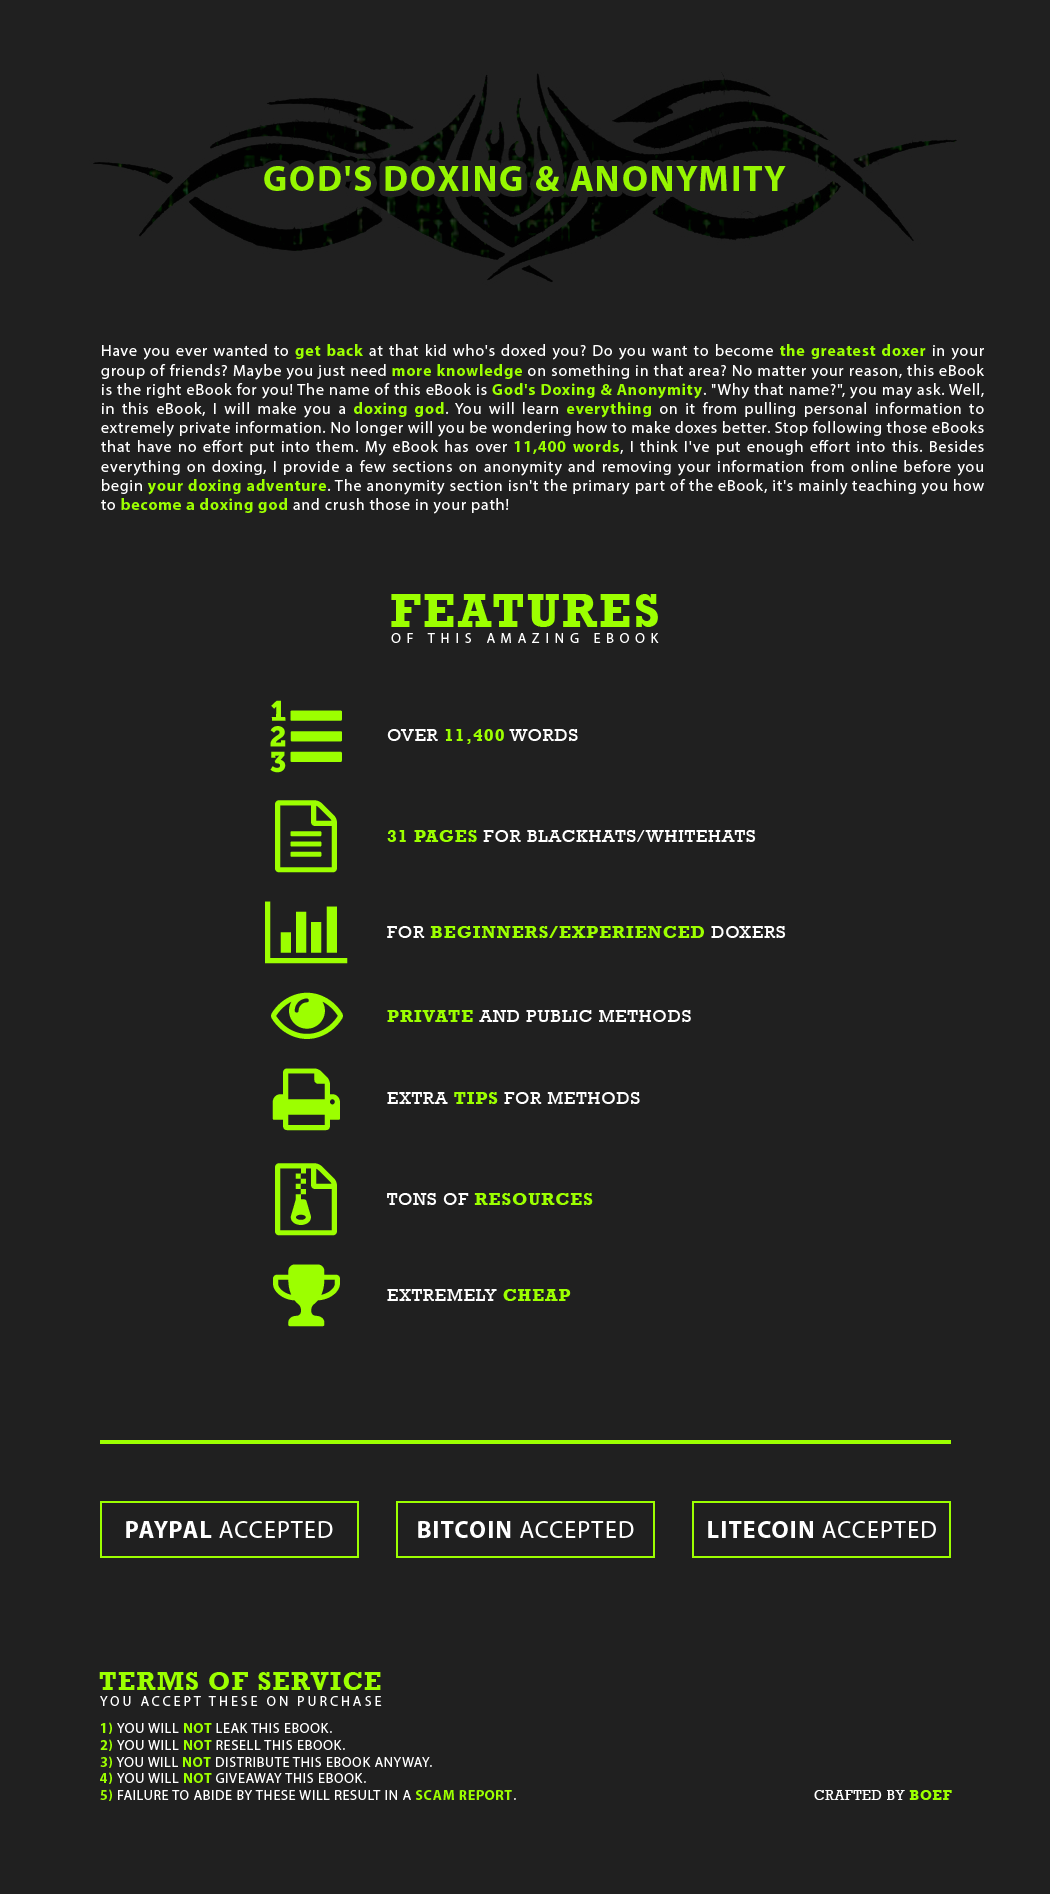 GOD'S DOXING & ANONYMITY
Have you ever wanted to get back at that kid who's doxed you? Do you want to become the greatest doxer in your
group of friends? Maybe you just need more knowledge on something in that area? No matter your reason, this eBook
is the right eBook for you! The name of this eBook is God's Doxing & Anonymity. "Why that name?", you may ask. Well,
in this eBook, I will make you a doxing god. You will learn everything on it from pulling personal information to
extremely private information. No longer will you be wondering how to make doxes better. Stop following those eBooks
that have no effort put into them. My eBook has over 11,400 words, I think I've put enough effort into this. Besides
everything on doxing, I provide a few sections on anonymity and removing your information from online before you
begin your doxing adventure. The anonymity section isn't the primary part of the eBook, it's mainly teaching you how
to become a doxing god and crush those in your path!
FEATURES
OF THIS AMAZING EBOOK
1
2
3
OVER 11,400 WORDS
31 PAGES FOR BLACKHATS/WHITEHATS
FOR BEGINNERS/EXPERIENCED DOXERS
PRIVATE AND PUBLIC METHODS
EXTRA TIPS FOR METHODS
TONS OF RESOURCES
EXTREMELY CHEAP
PAYPAL ACCEPTED
BITCOIN ACCEPTED
LITECOIN ACCEPTED
TERMS OF SERVICE
YOU ACCEPT THESE ON PURCHASE
1) YOU WILL NOT LEAK THIS EBOOK.
2) YOU WILL NOT RESELL THIS EBOOK.
3) YOU WILL NOT DISTRIBUTE THIS EBOOK ANYWAY.
4) YOU WILL NOT GIVEAWAY THIS EBOOK.
5) FAILURE TO ABIDE BY THESE WILL RESULT IN A SCAM REPORT.
CRAFTED BY BOEF